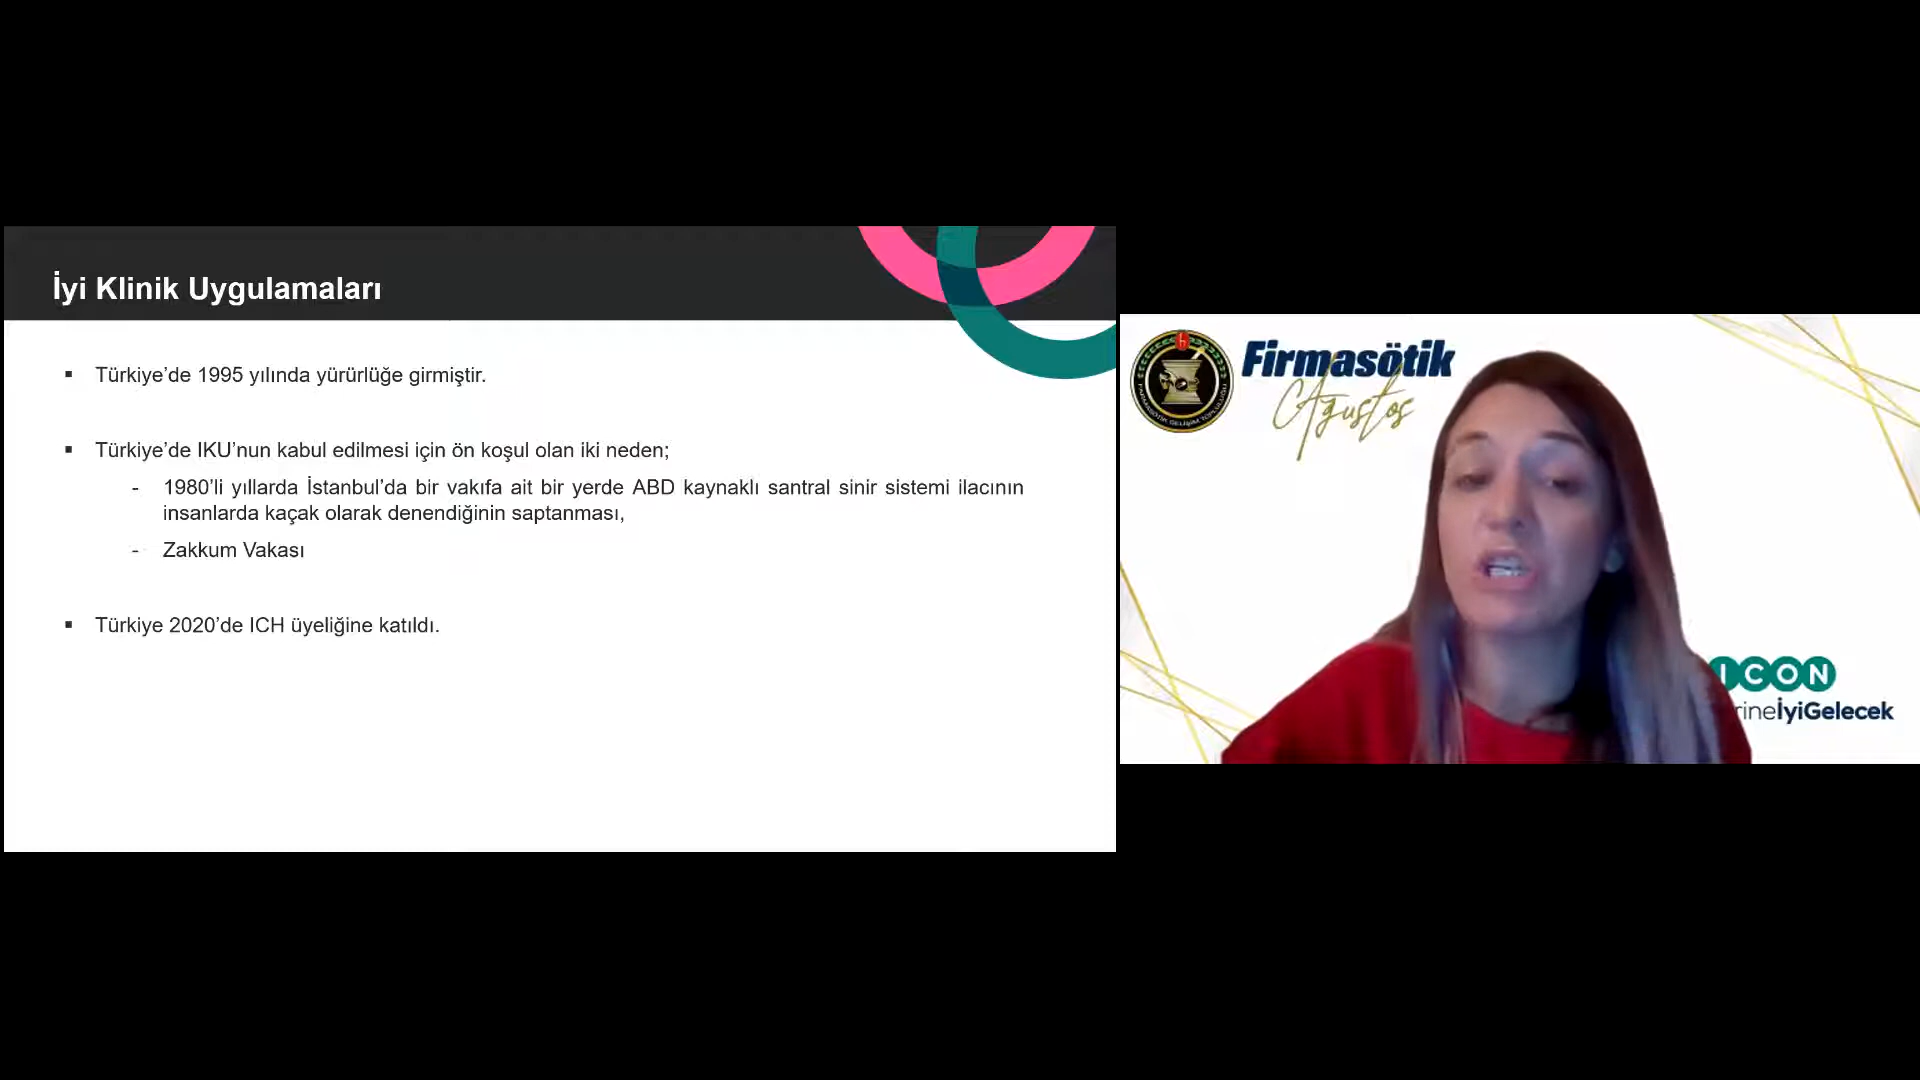 İyi Klinik Uygulamaları
▪ Türkiye’de 1995 yılında yürürlüğe girmiştir.
▪ Türkiye’de IKU’nun kabul edilmesi için ön koşul olan iki neden;
- 1980’li yıllarda İstanbul’da bir vakıfa ait bir yerde ABD kaynaklı santral sinir sistemi ilacının
insanlarda kaçak olarak denendiğinin saptanması,
- Zakkum Vakası
▪ Türkiye 2020’de ICH üyeliğine katıldı.
Firmasötik
Ağustos
ICON
rineİyiGelecek